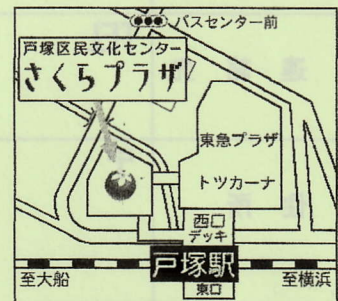 バスセンター前
戸塚区民文化センター
さくらプラザ
東急プラザ
トツカーナ
西口
デッキ
戸塚駅
至大船
至横浜
東口